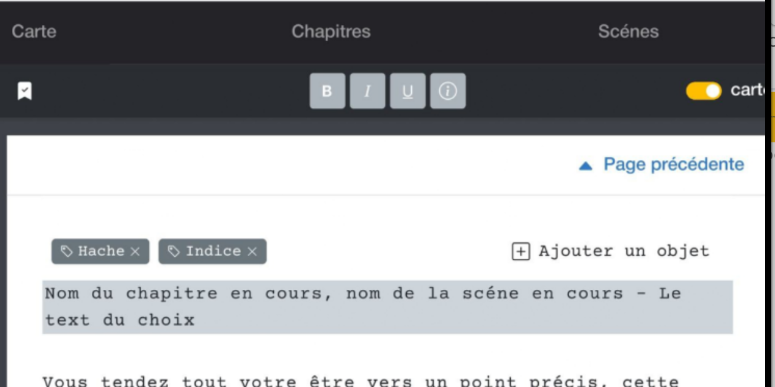 Carte Chapitres Scénes
B I U carte
Page précédente
Hache × Indice × Ajouter un objet
Nom du chapitre en cours, nom de la scéne en cours – Le
text du choix
Vous tendez tout votre être vers un point précis, cette